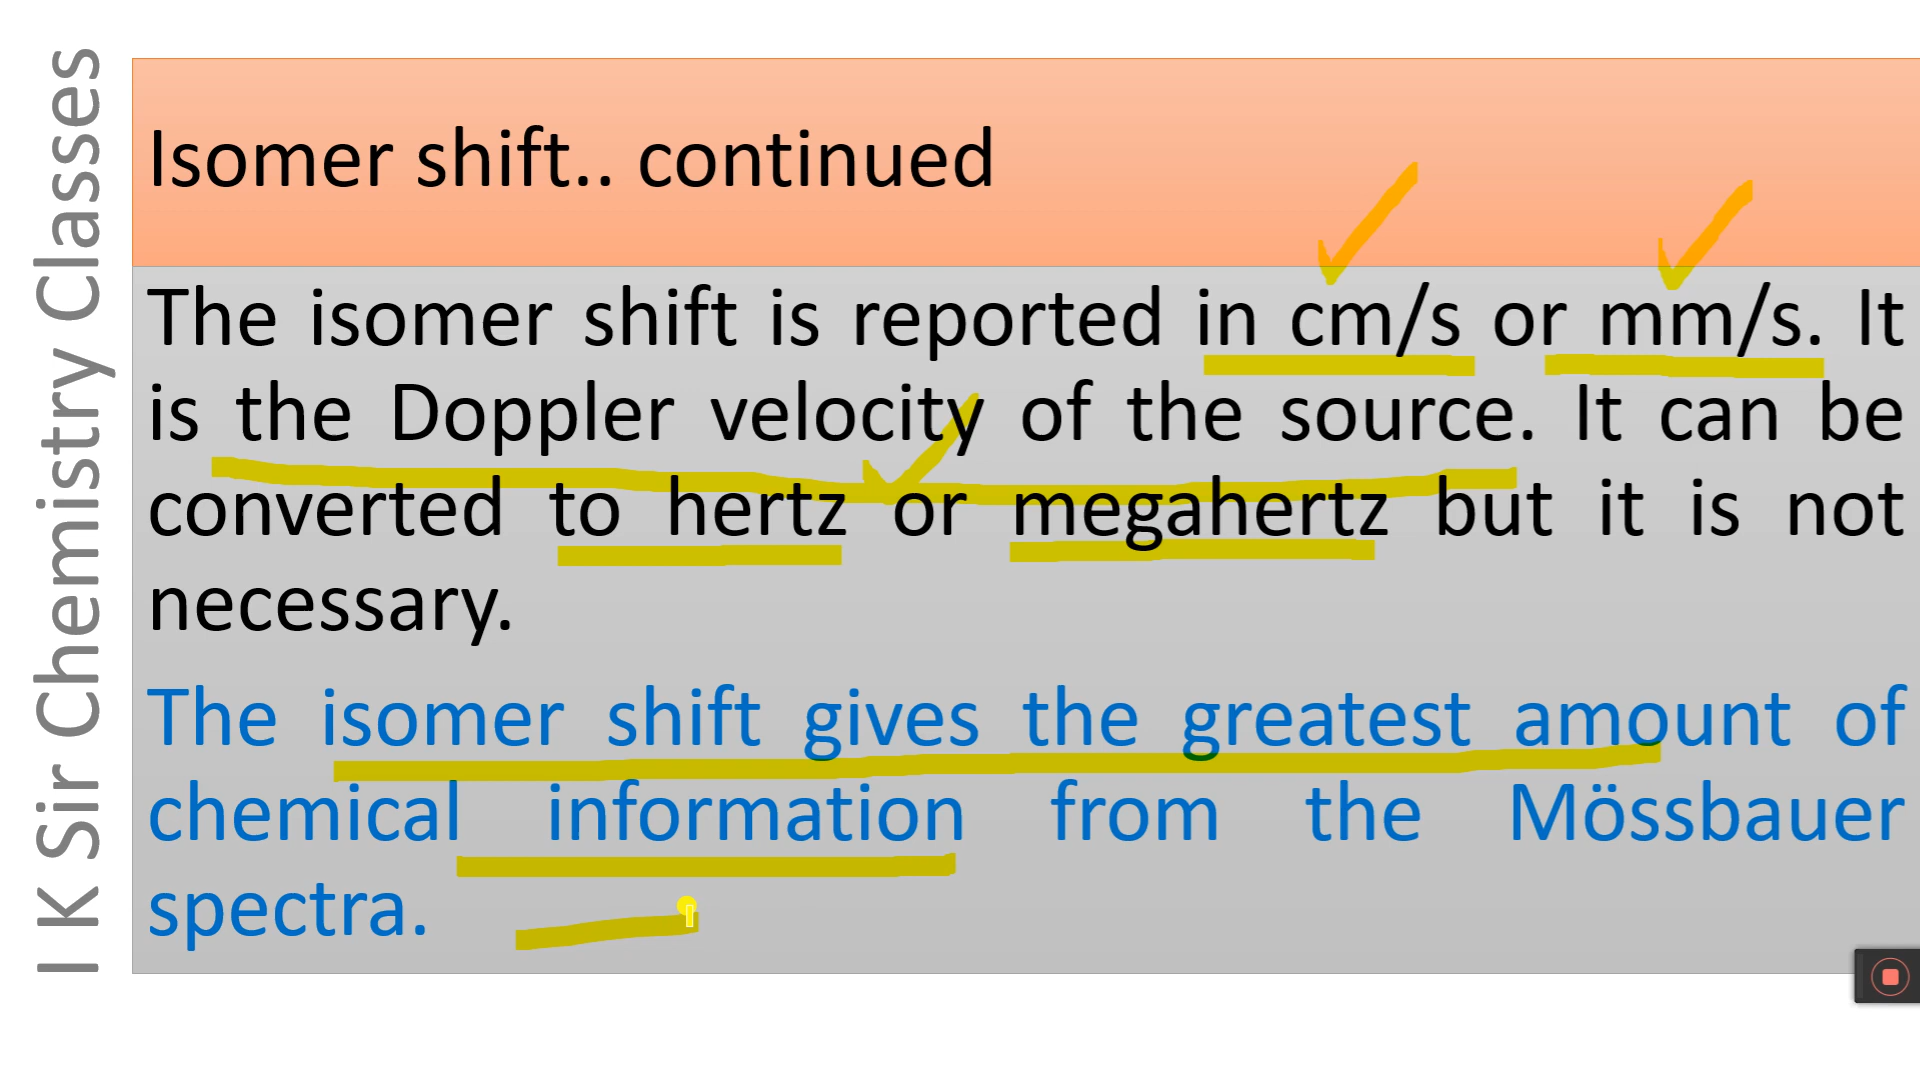 I K Sir Chemistry Classes
Isomer shift.. continued
The isomer shift is reported in cm/s or mm/s. It
is the Doppler velocity of the source. It can be
converted to hertz or megahertz but it is not
necessary.
The isomer shift gives the greatest amount of
chemical information from the Mössbauer
spectra.